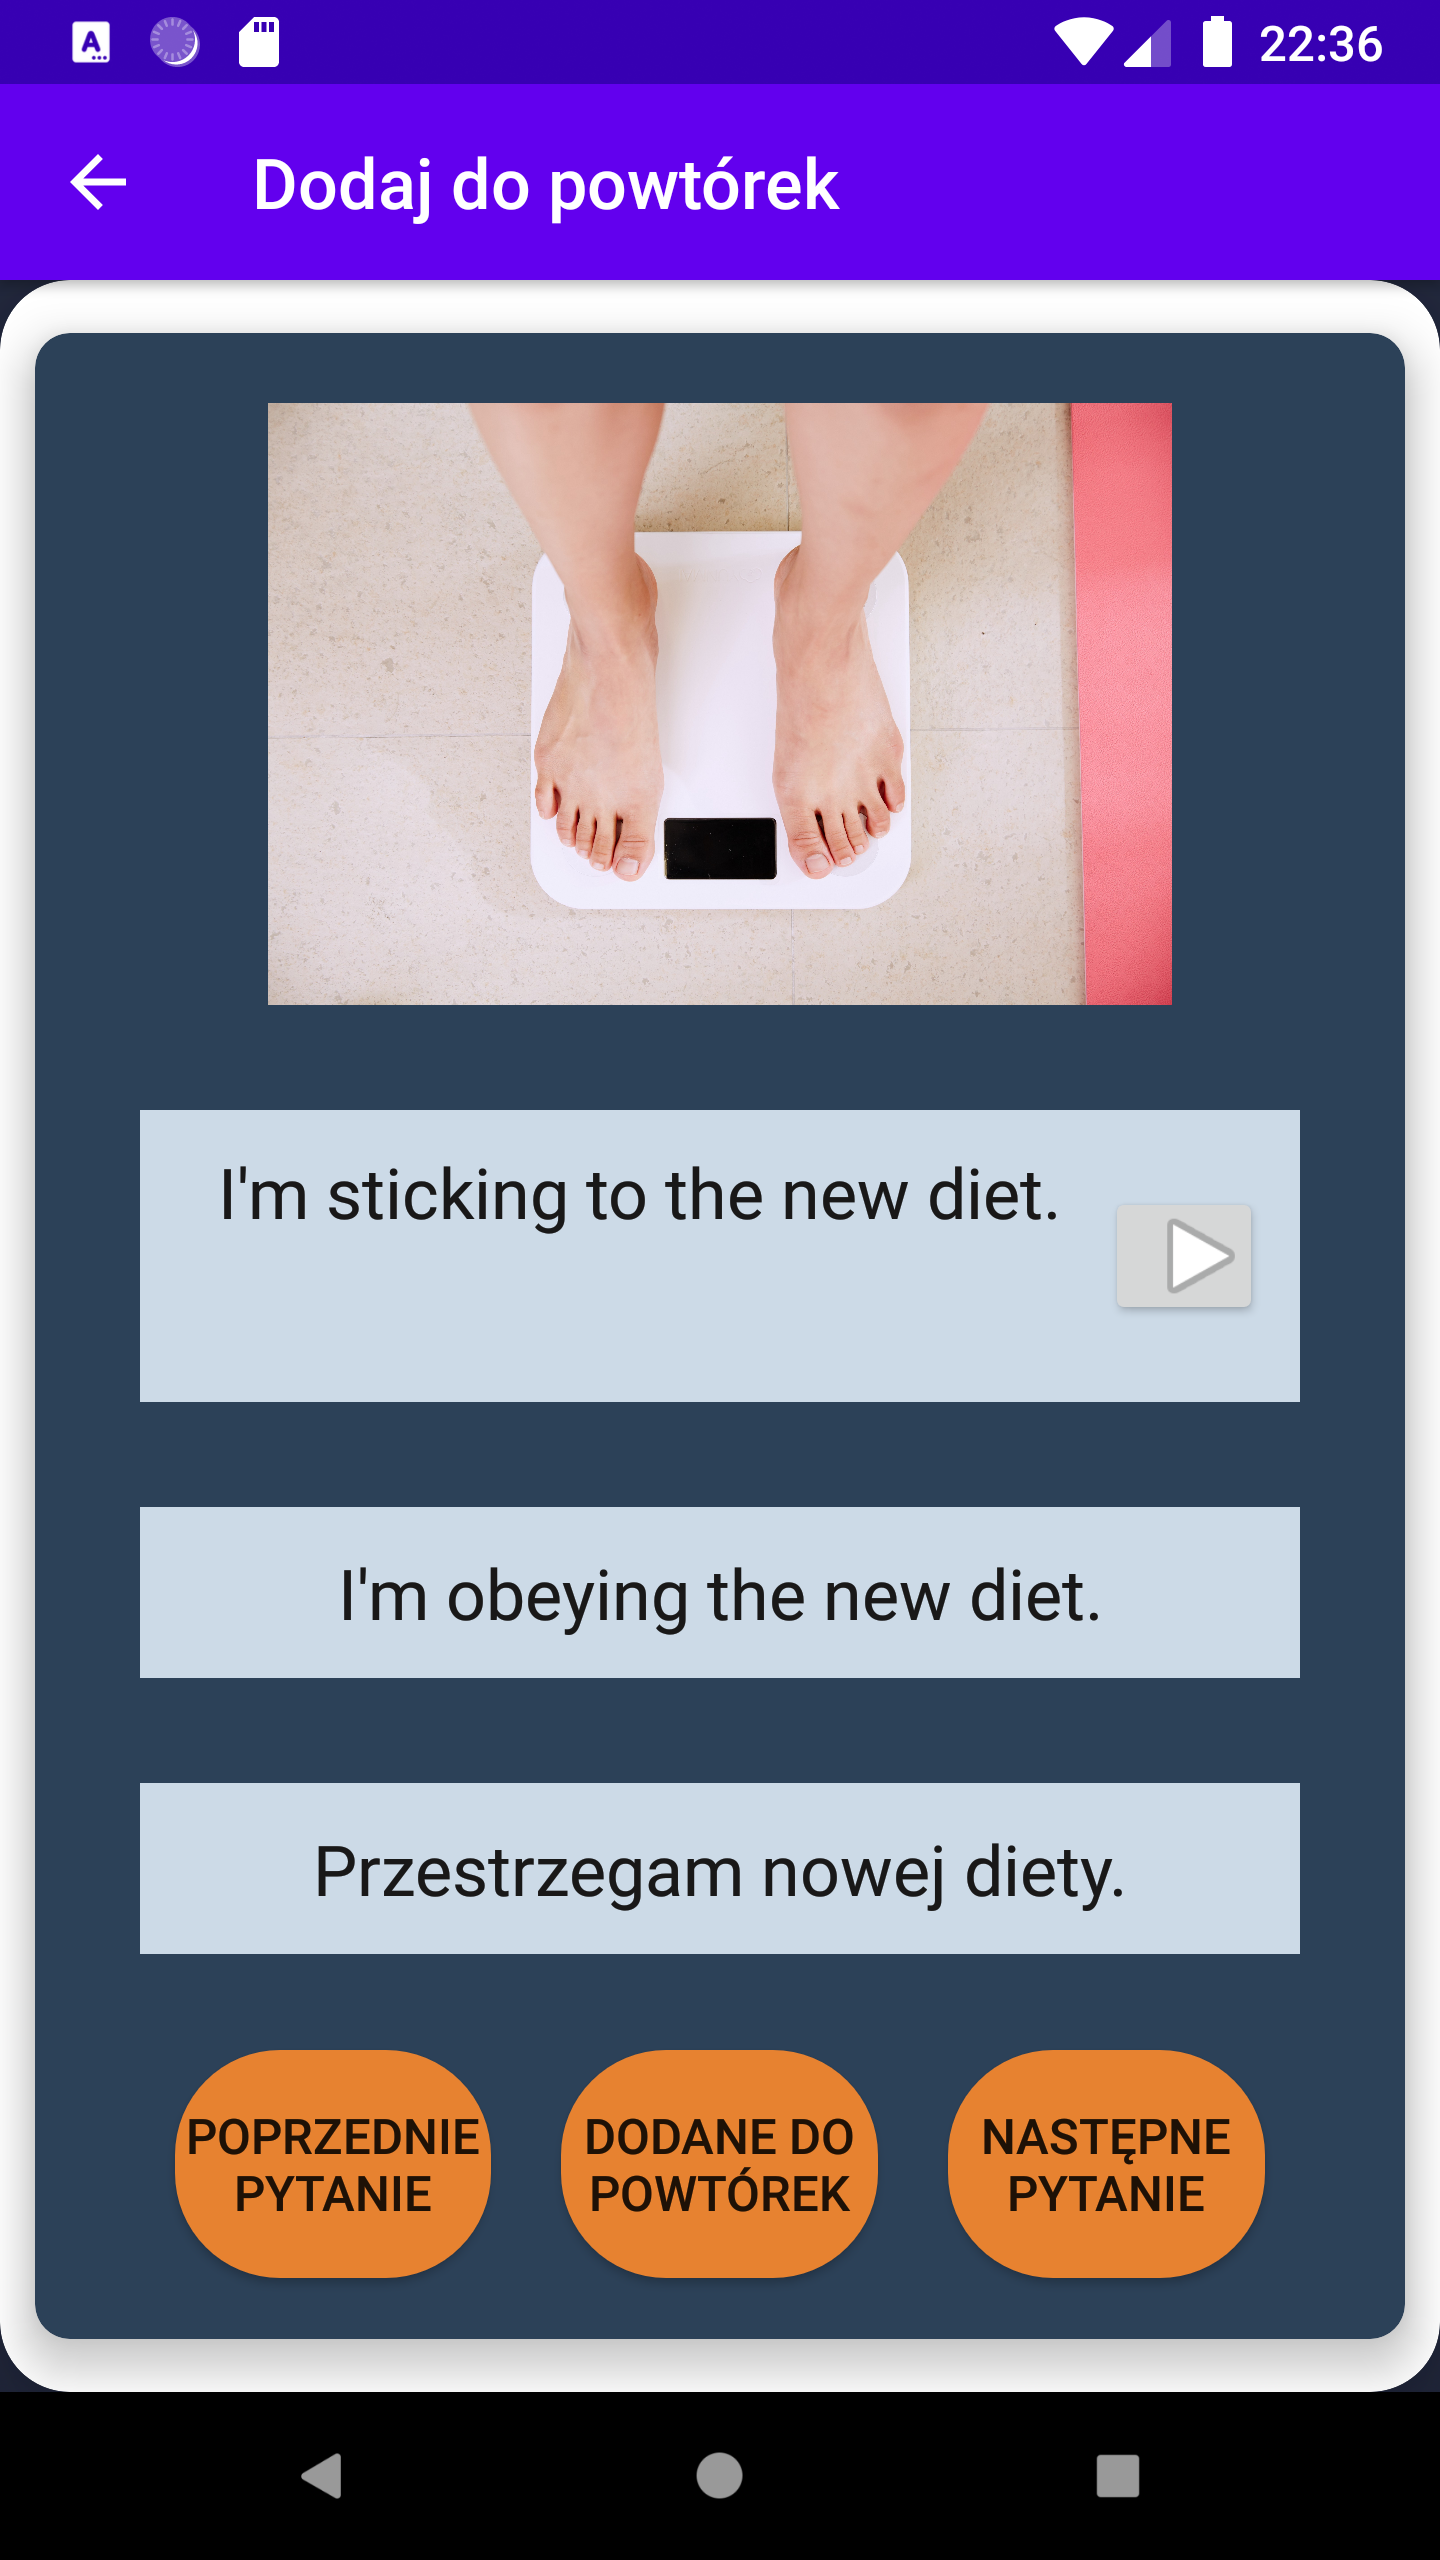 22:36
Dodaj do powtórek
I'm sticking to the new diet.
I'm obeying the new diet.
Przestrzegam nowej diety.
POPRZEDNIE
PYTANIE
DODANE DO
POWTÓREK
NASTĘPNE
PYTANIE